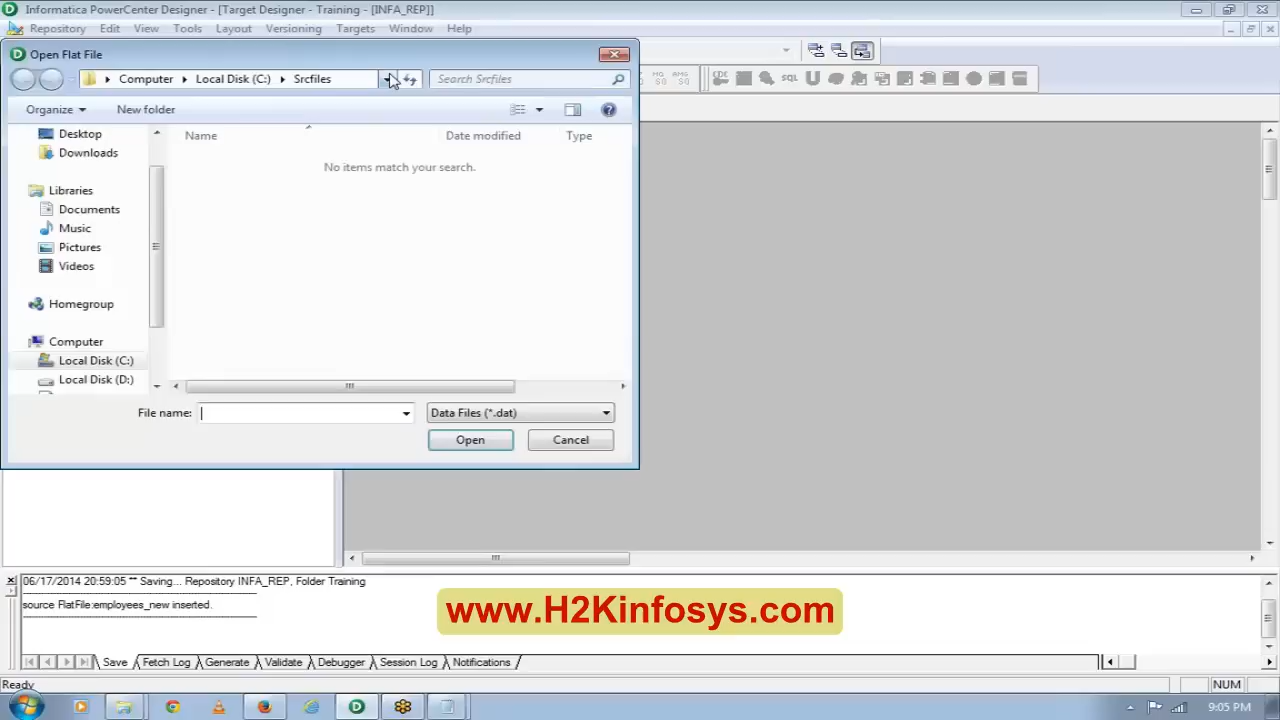 Informatica PowerCenter Designer - [Target Designer - Training - [INFA_REP]]
Repository Edit View Tools Layout Versioning Targets Window Help
Open Flat File
Computer Local Disk (C:) Srcfiles Search Srcfiles
SQL
Organize New folder
Name Date modified Type
No items match your search.
Desktop
Downloads
Libraries
Documents
Music
Pictures
Videos
Homegroup
Computer
Local Disk (C:)
Local Disk (D:)
File name: Data Files (*.dat)
Open Cancel
06/17/2014 20:59:05 ** Saving... Repository INFA_REP, Folder Training
source FlatFile:employees_new inserted.
www.H2Kinfosys.com
Save Fetch Log Generate Validate Debugger Session Log Notifications
Ready NUM
9:05 PM